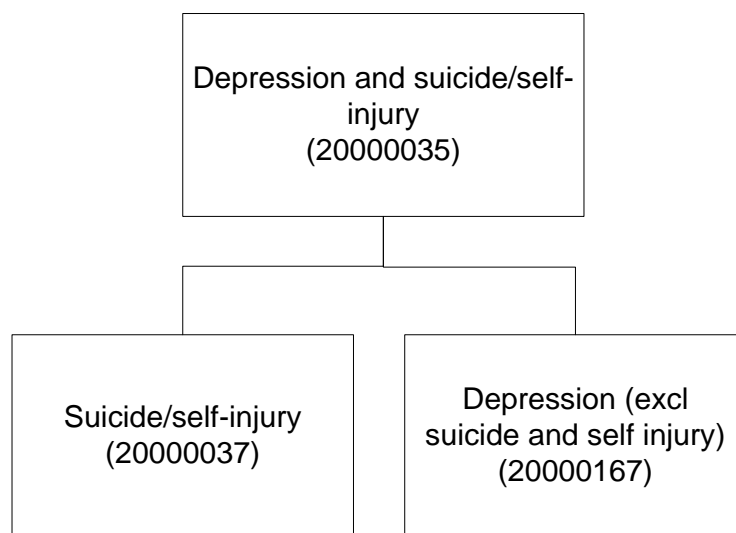 Depression and suicide/self-
injury
(20000035)
Suicide/self-injury
(20000037)
Depression (excl
suicide and self injury)
(20000167)